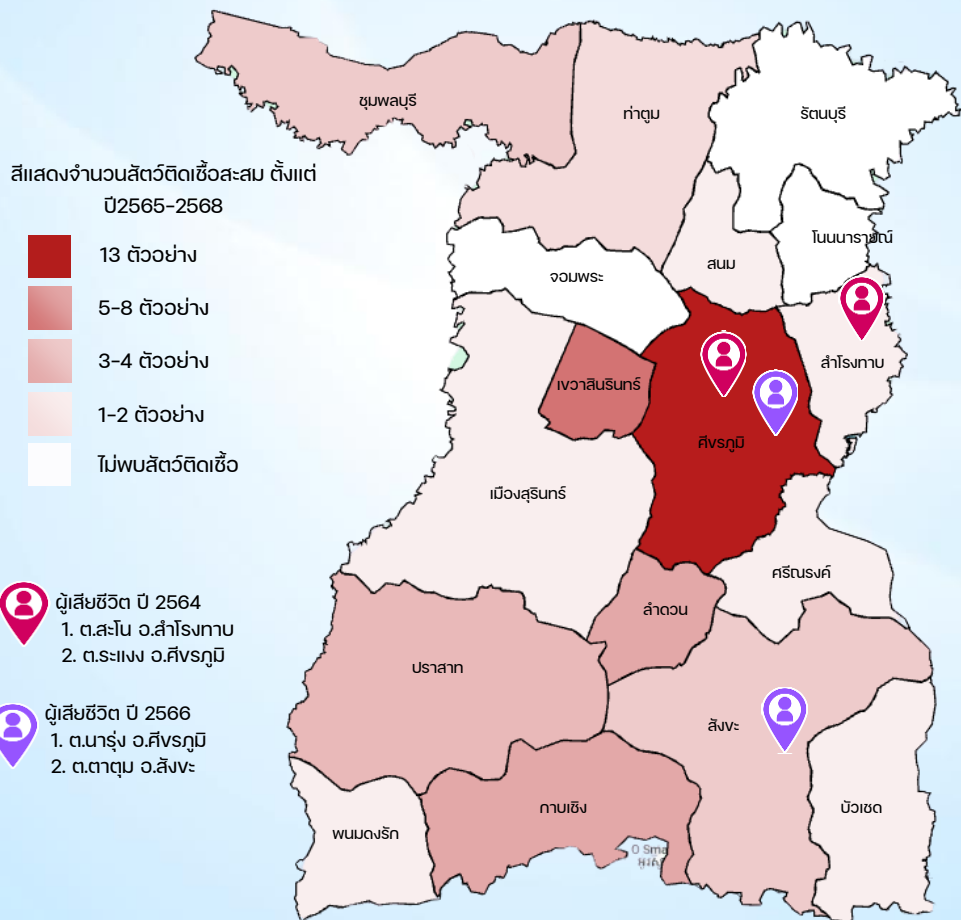 ชุมพลบุรี
ท่าตูม
รัตนบุรี
สีแสดงจำนวนสัตว์ติดเชื้อสะสม ตั้งแต่
ปี2565-2568
13 ตัวอย่าง
5-8 ตัวอย่าง
3-4 ตัวอย่าง
1-2 ตัวอย่าง
ไม่พบสัตว์ติดเชื้อ
โนนนารายณ์
สนม
จอมพระ
สำโรงทาบ
เขวาสินรินทร์
ศีขรภูมิ
เมืองสุรินทร์
ศรีณรงค์
ลำดวน
ผู้เสียชีวิต ปี 2564
1. ต.สะโน อ.สำโรงทาบ
2. ต.ระแงง อ.ศีขรภูมิ
ปราสาท
สังขะ
ผู้เสียชีวิต ปี 2566
1. ต.นารุ่ง อ.ศีขรภูมิ
2. ต.ตาตุม อ.สังขะ
บัวเชด
กาบเชิง
พนมดงรัก
O Sma